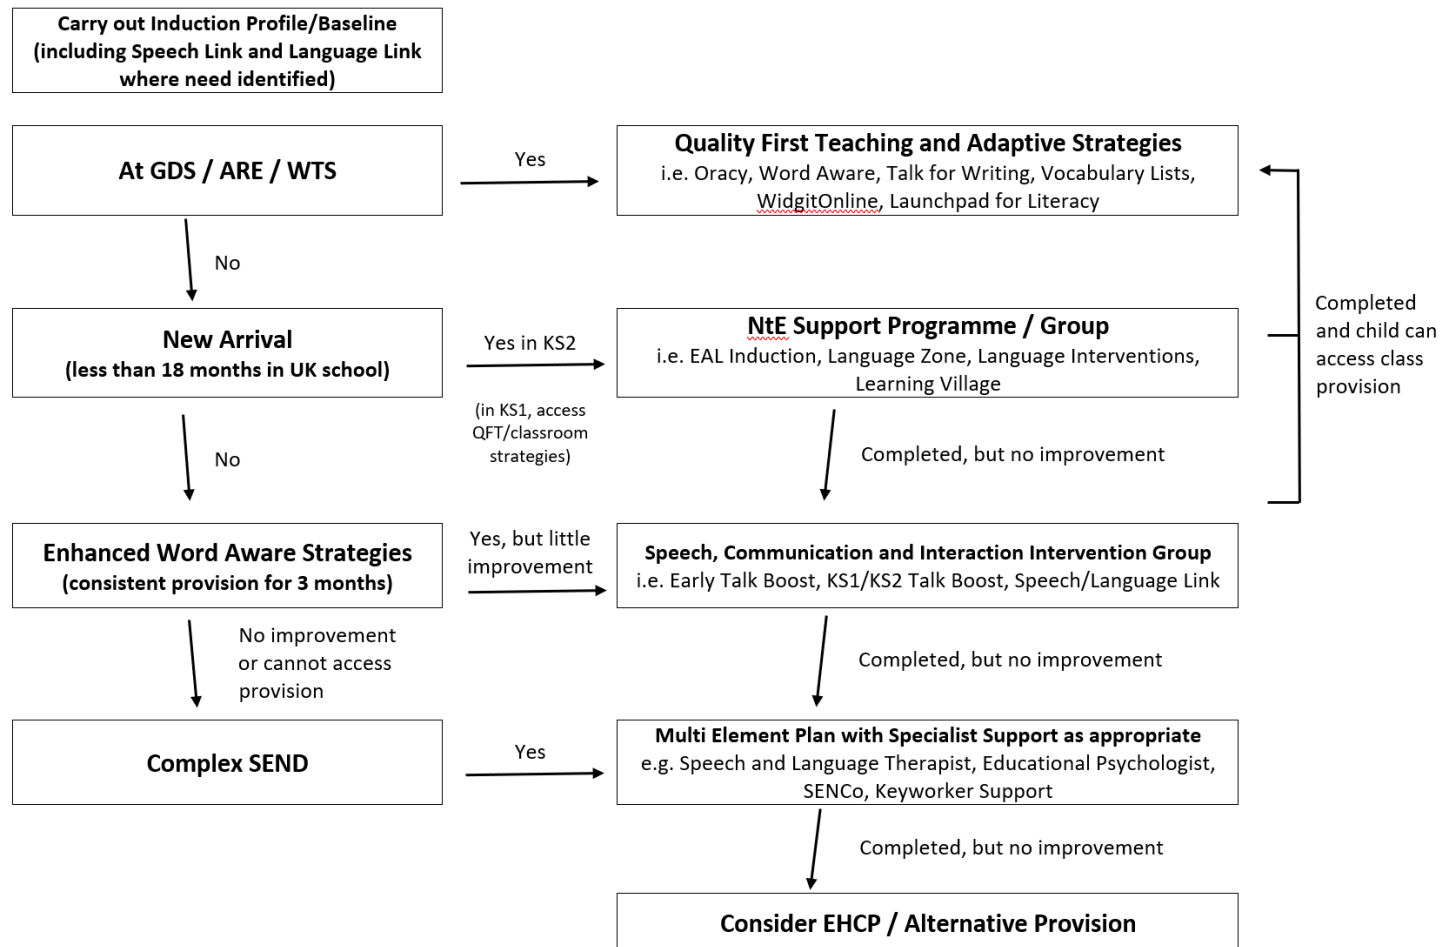 Carry out Induction Profile/Baseline
(including Speech Link and Language Link
where need identified)
At GDS / ARE / WTS
Yes
Quality First Teaching and Adaptive Strategies
i.e. Oracy, Word Aware, Talk for Writing, Vocabulary Lists,
WidgitOnline, Launchpad for Literacy
No
New Arrival
(less than 18 months in UK school)
Yes in KS2
(in KS1, access
QFT/classroom
strategies)
NtE Support Programme / Group
i.e. EAL Induction, Language Zone, Language Interventions,
Learning Village
Completed
and child can
access class
provision
No
Completed, but no improvement
Enhanced Word Aware Strategies
(consistent provision for 3 months)
Yes, but little
improvement
Speech, Communication and Interaction Intervention Group
i.e. Early Talk Boost, KS1/KS2 Talk Boost, Speech/Language Link
No improvement
or cannot access
provision
Completed, but no improvement
Complex SEND
Yes
Multi Element Plan with Specialist Support as appropriate
e.g. Speech and Language Therapist, Educational Psychologist,
SENCo, Keyworker Support
Completed, but no improvement
Consider EHCP / Alternative Provision